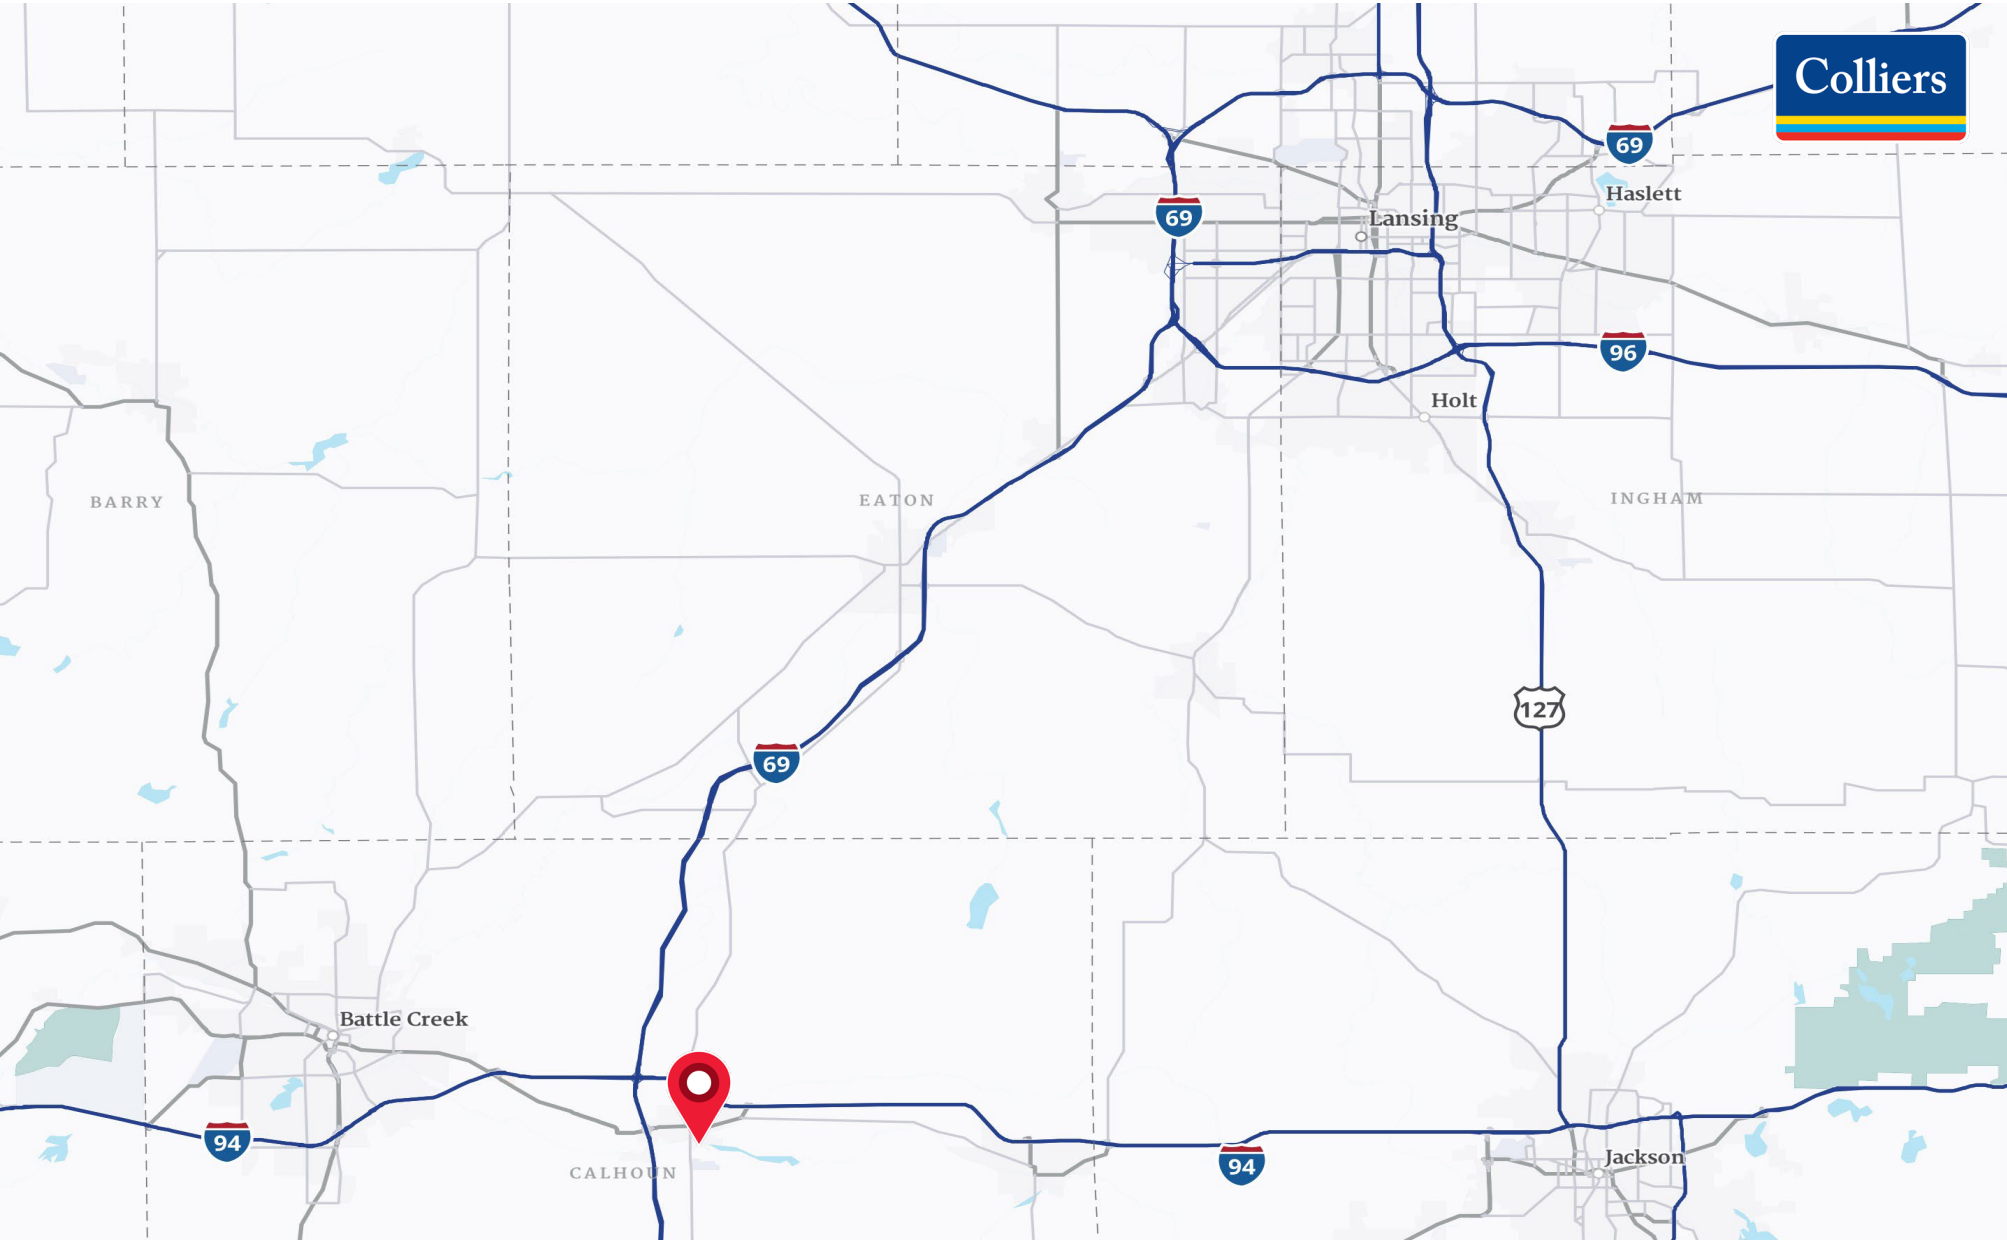 Colliers
69
Haslett
69
Lansing
96
Holt
BARRY
EATON
INGHAM
127
69
Battle Creek
94
94
Jackson
CALHOUN